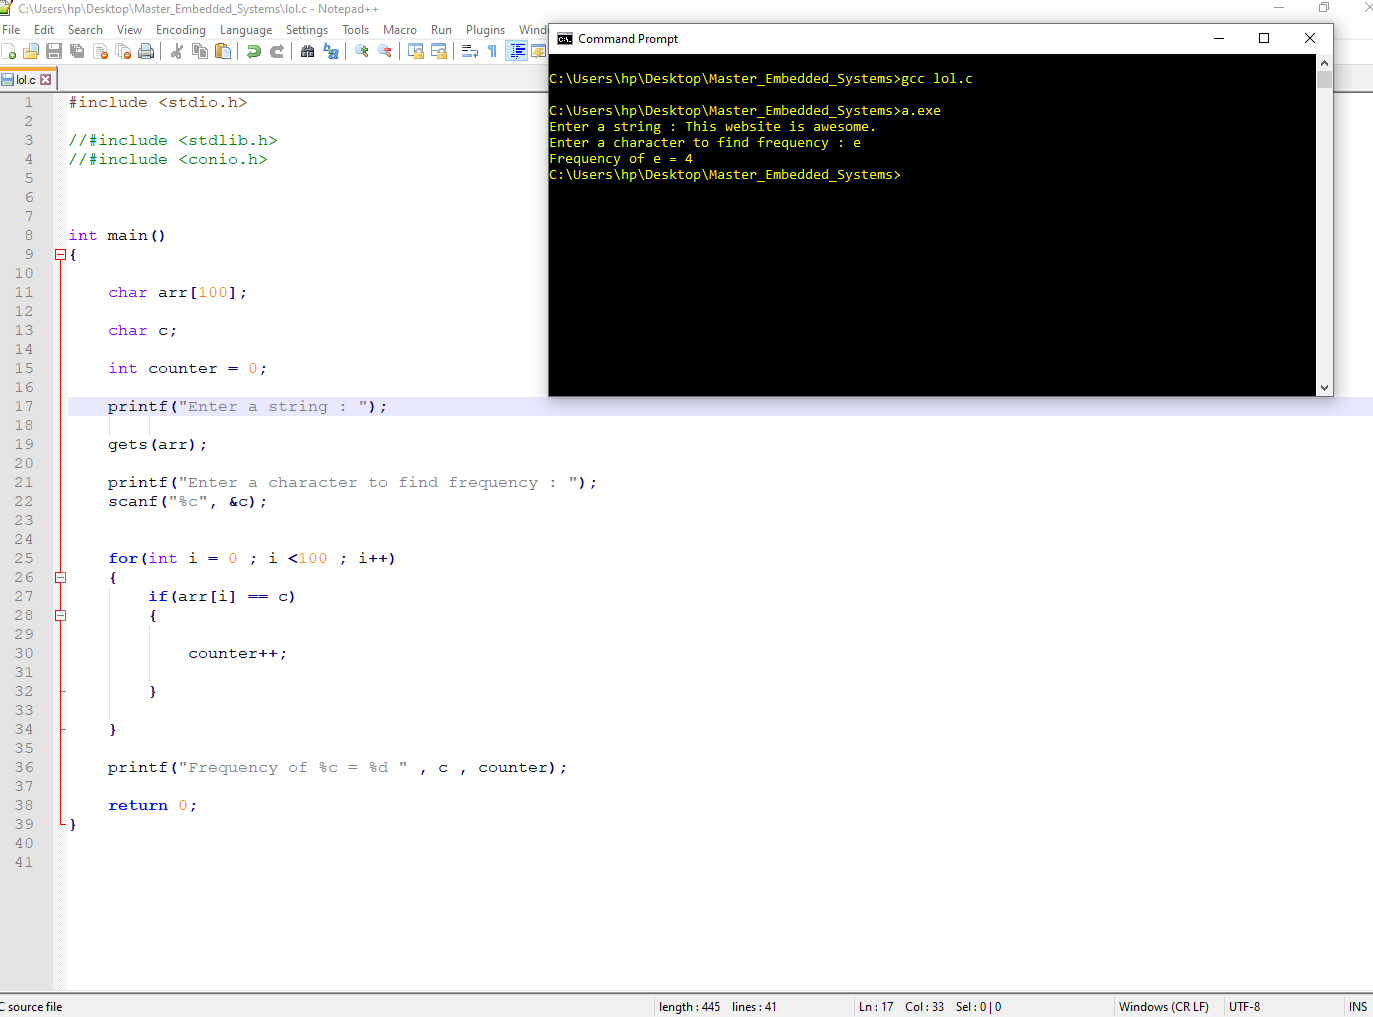 C:\Users\hp\Desktop\Master_Embedded_Systems\lol.c - Notepad++
File Edit Search View Encoding Language Settings Tools Macro Run Plugins Wind
lol.c
1 #include <stdio.h>
2
3 //#include <stdlib.h>
4 //#include <conio.h>
5
6
7
8 int main()
9 {
10
11 char arr[100];
12
13 char c;
14
15 int counter = 0;
16
17 printf("Enter a string : ");
18
19 gets(arr);
20
21 printf("Enter a character to find frequency : ");
22 scanf("%c", &c);
23
24
25 for(int i = 0 ; i <100 ; i++)
26 {
27 if(arr[i] == c)
28 {
29
30 counter++;
31
32 }
33
34 }
35
36 printf("Frequency of %c = %d " , c , counter);
37
38 return 0;
39 }
40
41
Command Prompt
C:\Users\hp\Desktop\Master_Embedded_Systems>gcc lol.c
C:\Users\hp\Desktop\Master_Embedded_Systems>a.exe
Enter a string : This website is awesome.
Enter a character to find frequency : e
Frequency of e = 4
C:\Users\hp\Desktop\Master_Embedded_Systems>
C source file length : 445 lines : 41 Ln : 17 Col : 33 Sel : 0 | 0 Windows (CR LF) UTF-8 INS